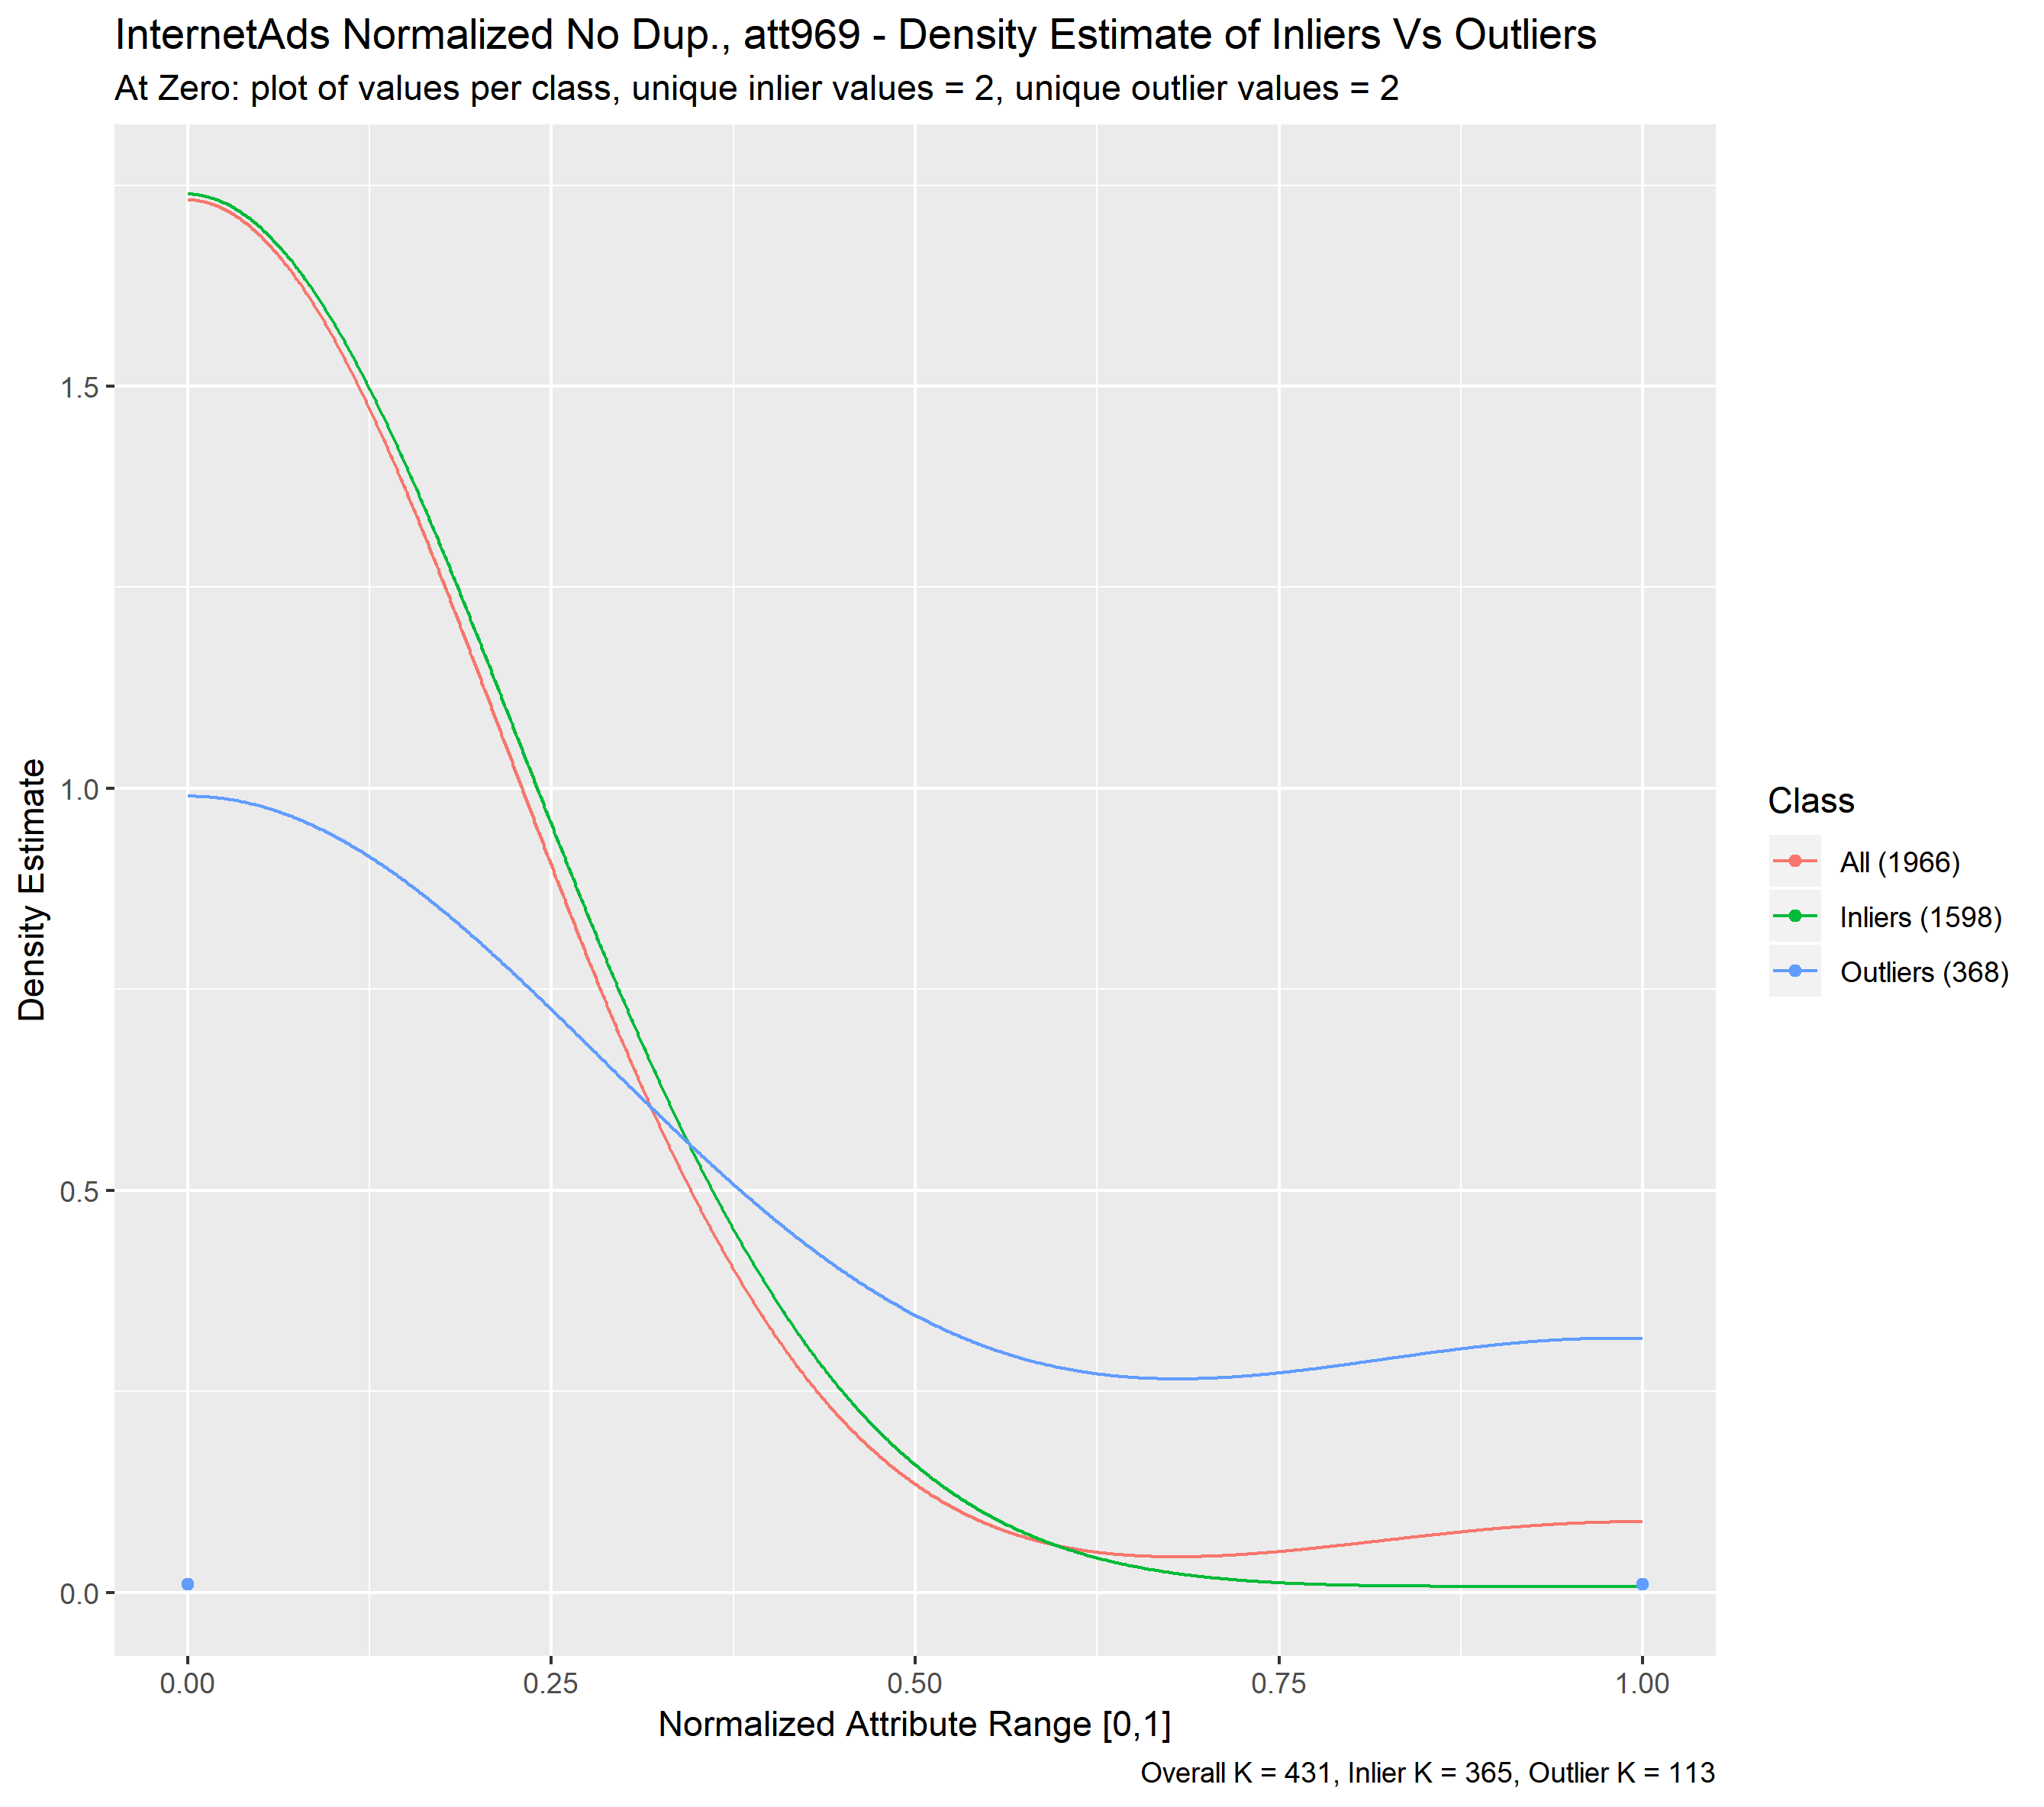 InternetAds Normalized No Dup., att969 - Density Estimate of Inliers Vs Outliers
At Zero: plot of values per class, unique inlier values = 2, unique outlier values = 2
Density Estimate
1.5
1.0
0.5
0.0
0.00 0.25 0.50 0.75 1.00
Normalized Attribute Range [0,1]
Overall K = 431, Inlier K = 365, Outlier K = 113
Class
All (1966)
Inliers (1598)
Outliers (368)